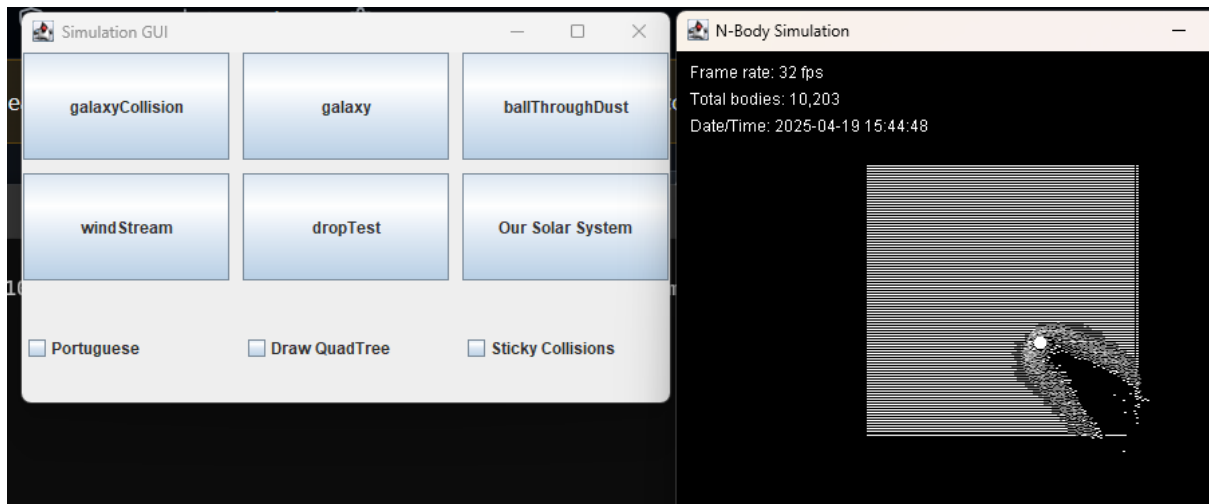 Simulation GUI
galaxyCollision
galaxy
ballThroughDust
windStream
dropTest
Our Solar System
Portuguese
Draw QuadTree
Sticky Collisions
N-Body Simulation
Frame rate: 32 fps
Total bodies: 10,203
Date/Time: 2025-04-19 15:44:48